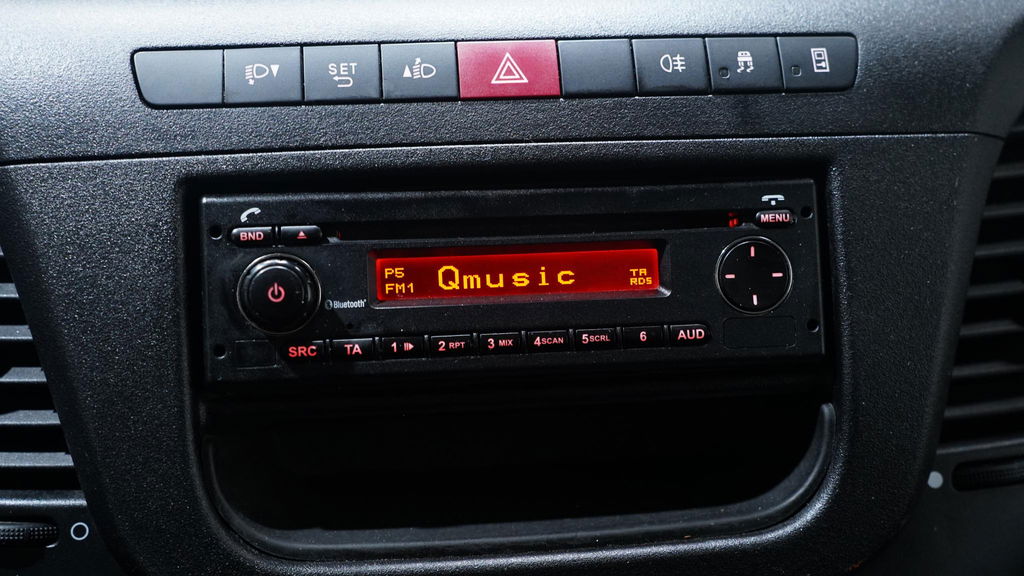 SET
BND
MENU
P5
FM1
Qmusic
TA
RDS
Bluetooth
SRC
TA
1
2 RPT
3 MIX
4SCAN
5SCRL
6
AUD